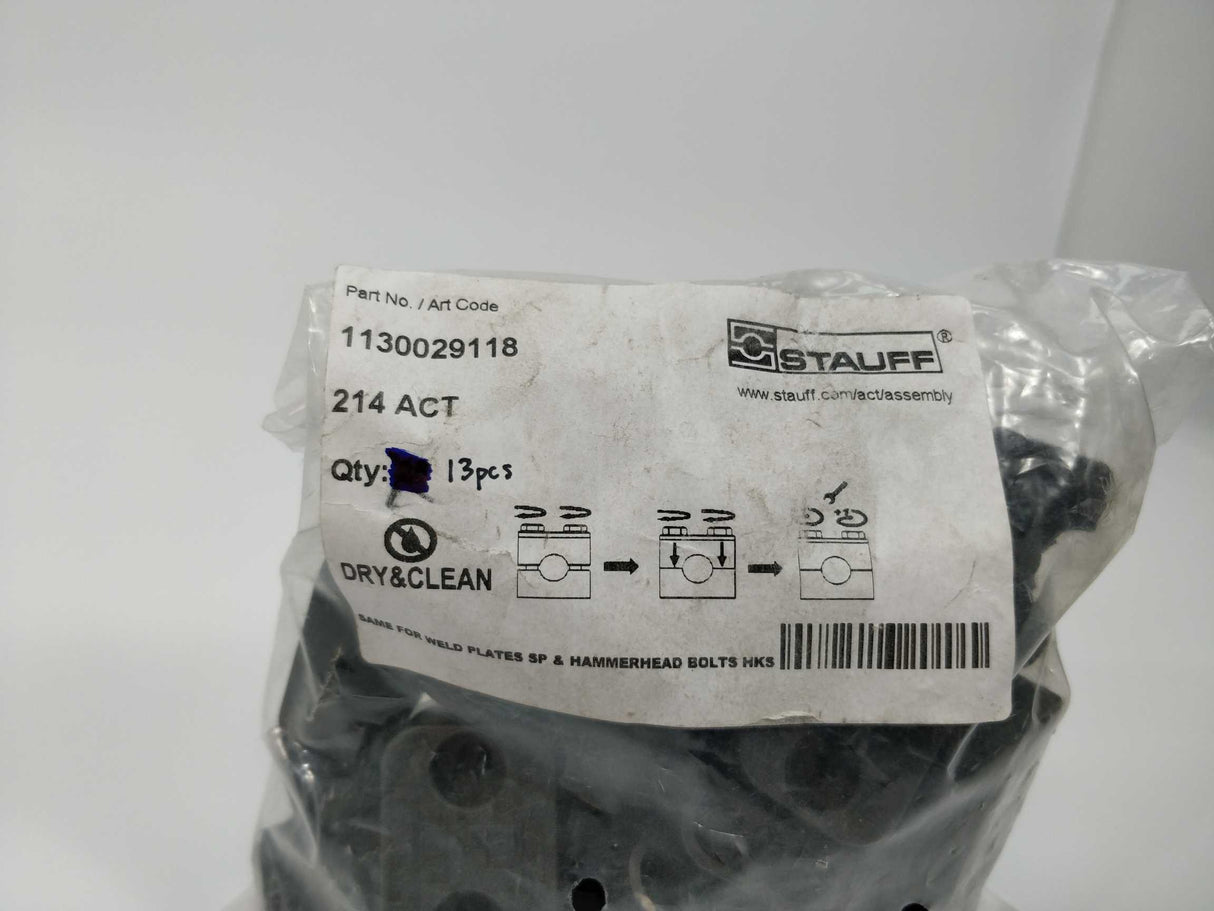 Part No. / Art Code
1130029118
STAUFF®
www.stauff.com/act/assembly
214 ACT
Qty: 13pcs
DRY&CLEAN
SAME FOR WELD PLATES SP & HAMMERHEAD BOLTS HKS